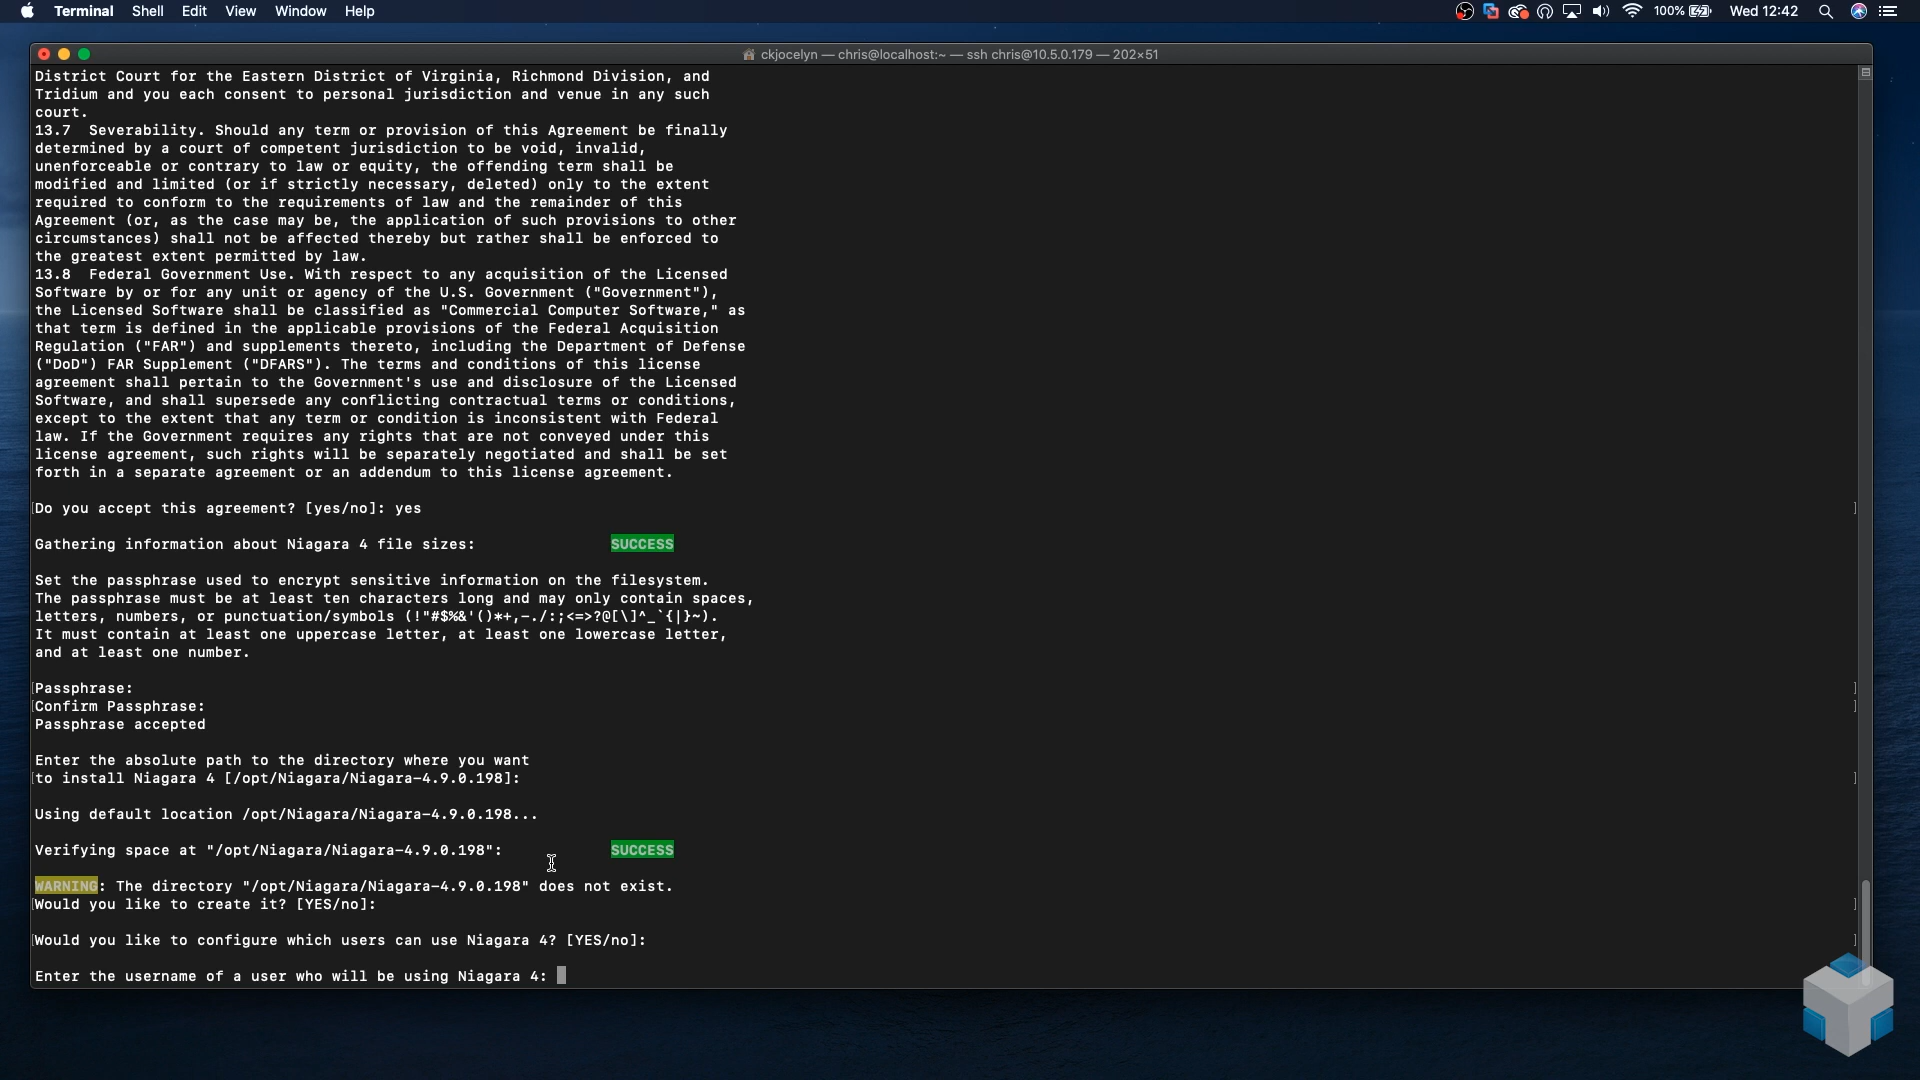 Terminal Shell Edit View Window Help 100% Wed 12:42
ckjocelyn — chris@localhost:~ — ssh chris@10.5.0.179 — 202×51
District Court for the Eastern District of Virginia, Richmond Division, and
Tridium and you each consent to personal jurisdiction and venue in any such
court.
13.7  Severability. Should any term or provision of this Agreement be finally
determined by a court of competent jurisdiction to be void, invalid,
unenforceable or contrary to law or equity, the offending term shall be
modified and limited (or if strictly necessary, deleted) only to the extent
required to conform to the requirements of law and the remainder of this
Agreement (or, as the case may be, the application of such provisions to other
circumstances) shall not be affected thereby but rather shall be enforced to
the greatest extent permitted by law.
13.8  Federal Government Use. With respect to any acquisition of the Licensed
Software by or for any unit or agency of the U.S. Government ("Government"),
the Licensed Software shall be classified as "Commercial Computer Software," as
that term is defined in the applicable provisions of the Federal Acquisition
Regulation ("FAR") and supplements thereto, including the Department of Defense
("DoD") FAR Supplement ("DFARS"). The terms and conditions of this license
agreement shall pertain to the Government's use and disclosure of the Licensed
Software, and shall supersede any conflicting contractual terms or conditions,
except to the extent that any term or condition is inconsistent with Federal
law. If the Government requires any rights that are not conveyed under this
license agreement, such rights will be separately negotiated and shall be set
forth in a separate agreement or an addendum to this license agreement.
[Do you accept this agreement? [yes/no]: yes ]
Gathering information about Niagara 4 file sizes: SUCCESS
Set the passphrase used to encrypt sensitive information on the filesystem.
The passphrase must be at least ten characters long and may only contain spaces,
letters, numbers, or punctuation/symbols (!"#$%&'()*+,-./:;<=>?@[\]^_`{|}~).
It must contain at least one uppercase letter, at least one lowercase letter,
and at least one number.
[Passphrase: ]
[Confirm Passphrase: ]
Passphrase accepted
Enter the absolute path to the directory where you want
[to install Niagara 4 [/opt/Niagara/Niagara-4.9.0.198]: ]
Using default location /opt/Niagara/Niagara-4.9.0.198...
Verifying space at "/opt/Niagara/Niagara-4.9.0.198": SUCCESS
WARNING: The directory "/opt/Niagara/Niagara-4.9.0.198" does not exist.
[Would you like to create it? [YES/no]: ]
[Would you like to configure which users can use Niagara 4? [YES/no]: ]
Enter the username of a user who will be using Niagara 4: